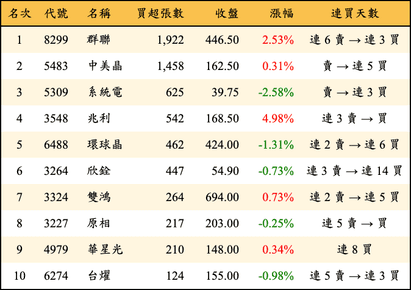 名次 代號 名稱 買超張數 收盤 漲幅 連買天數
1 8299 群聯 1,922 446.50 2.53% 連 6 賣 → 連 3 買
2 5483 中美晶 1,458 162.50 0.31% 賣 → 連 5 買
3 5309 系統電 625 39.75 -2.58% 賣 → 連 3 買
4 3548 兆利 542 168.50 4.98% 連 3 賣 → 買
5 6488 環球晶 462 424.00 -1.31% 連 2 賣 → 連 6 買
6 3264 欣銓 447 54.90 -0.73% 連 3 賣 → 連 14 買
7 3324 雙鴻 264 694.00 0.73% 連 2 賣 → 連 5 買
8 3227 原相 217 203.00 -0.25% 連 5 賣 → 買
9 4979 華星光 210 148.00 0.34% 連 8 買
10 6274 台燿 124 155.00 -0.98% 連 5 賣 → 連 3 買